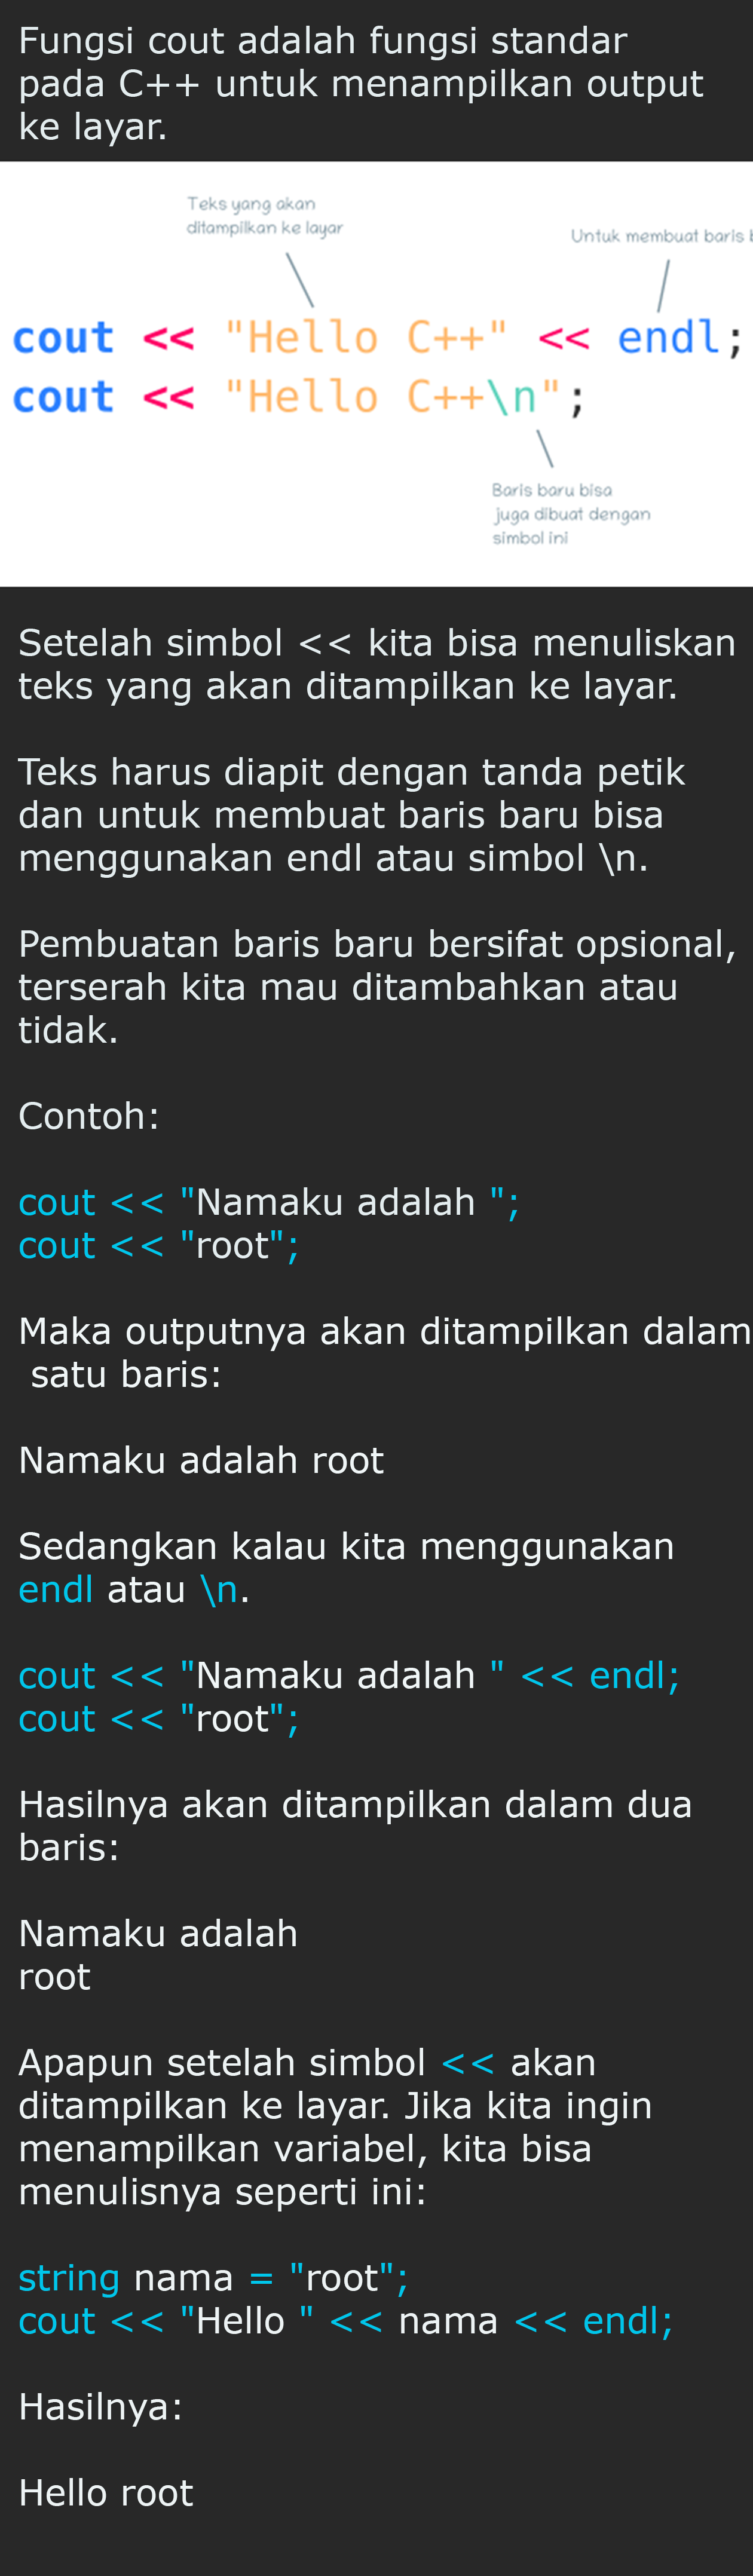 Fungsi cout adalah fungsi standar
pada C++ untuk menampilkan output
ke layar.
Teks yang akan
ditampilkan ke layar
Untuk membuat baris
cout << "Hello C++" << endl;
cout << "Hello C++\n";
Baris baru bisa
juga dibuat dengan
simbol ini
Setelah simbol << kita bisa menuliskan
teks yang akan ditampilkan ke layar.
Teks harus diapit dengan tanda petik
dan untuk membuat baris baru bisa
menggunakan endl atau simbol \n.
Pembuatan baris baru bersifat opsional,
terserah kita mau ditambahkan atau
tidak.
Contoh:
cout << "Namaku adalah ";
cout << "root";
Maka outputnya akan ditampilkan dalam
satu baris:
Namaku adalah root
Sedangkan kalau kita menggunakan
endl atau \n.
cout << "Namaku adalah " << endl;
cout << "root";
Hasilnya akan ditampilkan dalam dua
baris:
Namaku adalah
root
Apapun setelah simbol << akan
ditampilkan ke layar. Jika kita ingin
menampilkan variabel, kita bisa
menulisnya seperti ini:
string nama = "root";
cout << "Hello " << nama << endl;
Hasilnya:
Hello root